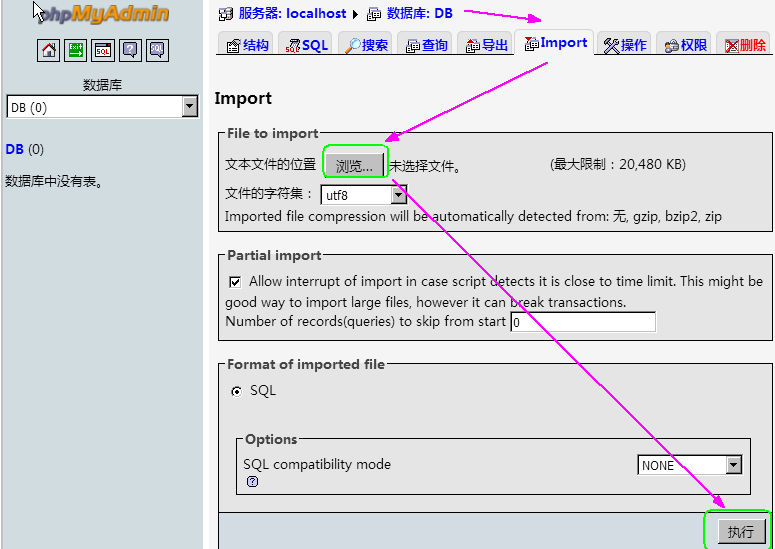 phpMyAdmin
SQL
SQL
数据库
DB (0)
DB (0)
数据库中没有表。
服务器: localhost 数据库: DB
结构 SQL 搜索 查询 导出 Import 操作 权限 删除
Import
File to import
文本文件的位置 浏览... 未选择文件。 (最大限制：20,480 KB)
文件的字符集： utf8
Imported file compression will be automatically detected from: 无, gzip, bzip2, zip
Partial import
Allow interrupt of import in case script detects it is close to time limit. This might be
good way to import large files, however it can break transactions.
Number of records(queries) to skip from start 0
Format of imported file
SQL
Options
SQL compatibility mode NONE
?
执行